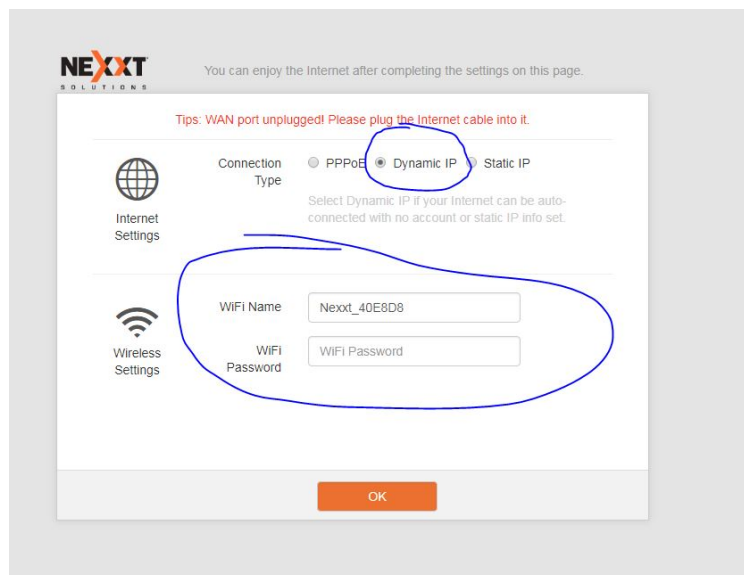 NEXXT
SOLUTIONS
You can enjoy the Internet after completing the settings on this page.
Tips: WAN port unplugged! Please plug the Internet cable into it.
Connection Type
PPPoE Dynamic IP Static IP
Select Dynamic IP if your Internet can be auto-
connected with no account or static IP info set.
Internet
Settings
WiFi Name
Nexxt_40E8D8
Wireless
Settings
WiFi
Password
WiFi Password
OK